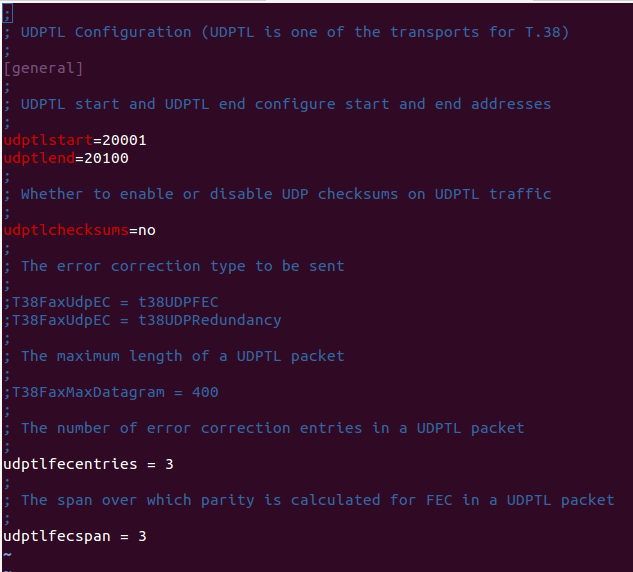 ;
; UDPTL Configuration (UDPTL is one of the transports for T.38)
;
[general]
;
; UDPTL start and UDPTL end configure start and end addresses
;
udptlstart=20001
udptlend=20100
;
; Whether to enable or disable UDP checksums on UDPTL traffic
;
udptlchecksums=no
;
; The error correction type to be sent
;
;T38FaxUdpEC = t38UDPFEC
;T38FaxUdpEC = t38UDPRedundancy
;
; The maximum length of a UDPTL packet
;
;T38FaxMaxDatagram = 400
;
; The number of error correction entries in a UDPTL packet
;
udptlfecentries = 3
;
; The span over which parity is calculated for FEC in a UDPTL packet
;
udptlfecspan = 3
~
~